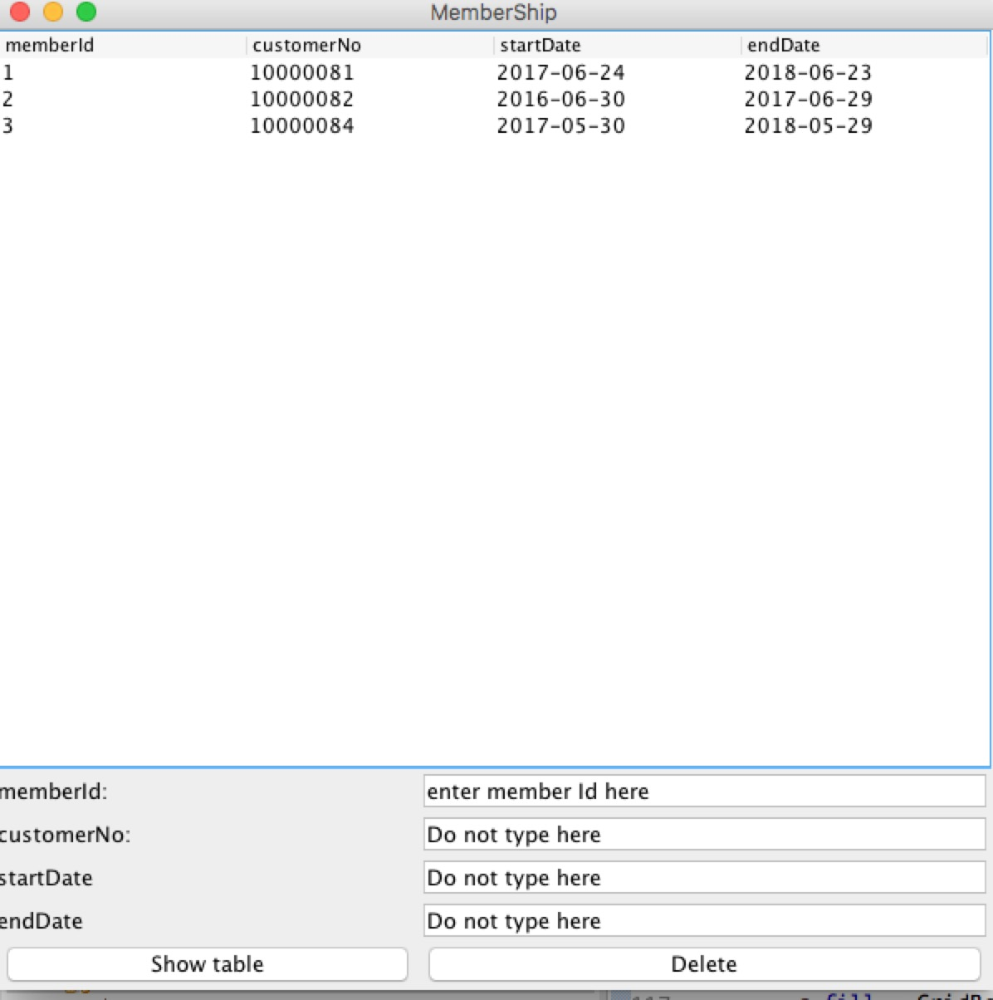 MemberShip
memberId customerNo startDate endDate
1 10000081 2017-06-24 2018-06-23
2 10000082 2016-06-30 2017-06-29
3 10000084 2017-05-30 2018-05-29
memberId: enter member Id here
customerNo: Do not type here
startDate Do not type here
endDate Do not type here
Show table Delete